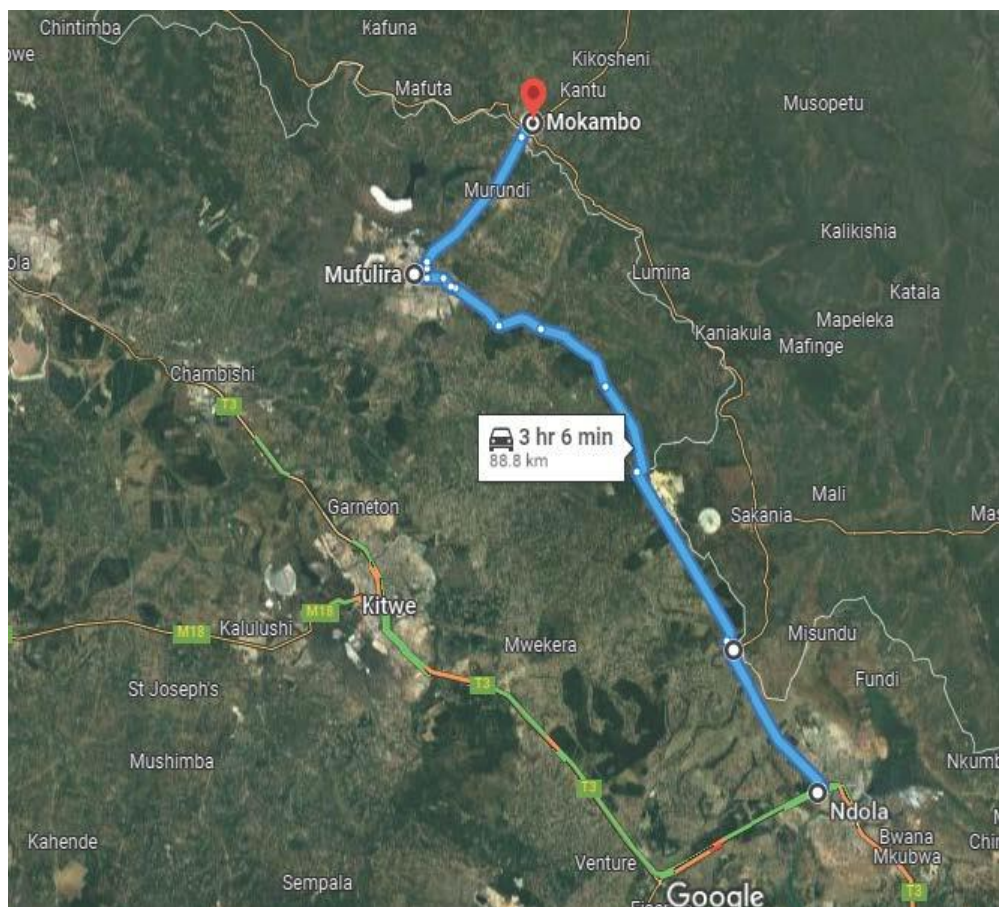 Chintimba
Kafuna
Kikosheni
Mafuta
Kantu
Musopetu
Mokambo
Murundi
Kalikishia
Mufulira
Lumina
Katala
Kaniakula
Mapeleka
Mafinge
Chambishi
T3
3 hr 6 min
88.8 km
Mali
Garneton
Sakania
Kitwe
M18
M18
Kalulushi
Mwekera
Misundu
St Joseph's
T3
Fundi
Mushimba
T3
Ndola
Kahende
Bwana
Mkubwa
Venture
Sempala
T3
Google